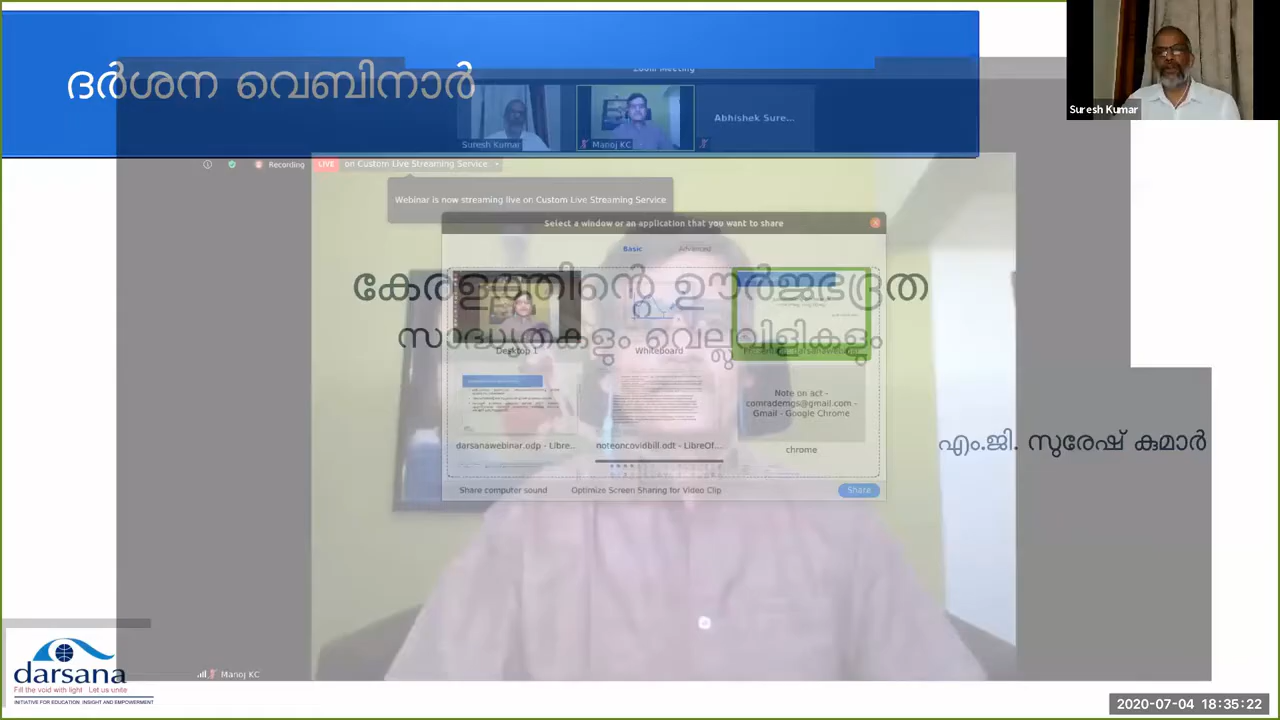 ദർശന വെബിനാർ
Zoom Meeting
Suresh Kumar
Suresh Kumar
Manoj KC
Abhishek Sure...
Recording
LIVE on Custom Live Streaming Service
Webinar is now streaming live on Custom Live Streaming Service
Select a window or an application that you want to share
Basic Advanced
കേരളത്തിന്റെ ഊർജഭദ്രത
സാദ്ധ്യതകളും വെല്ലുവിളികളും
Desktop 1
Whiteboard
Note on act -
comrademgs@gmail.com -
Gmail - Google Chrome
darsanawebinar.odp - Libre...
noteoncovidbill.odt - LibreOf...
chrome
എം.ജി. സുരേഷ് കുമാർ
Share computer sound
Optimize Screen Sharing for Video Clip
Share
Manoj KC
darsana
Fill the void with light Let us unite
INITIATIVE FOR EDUCATION INSIGHT AND EMPOWERMENT
2020-07-04 18:35:22